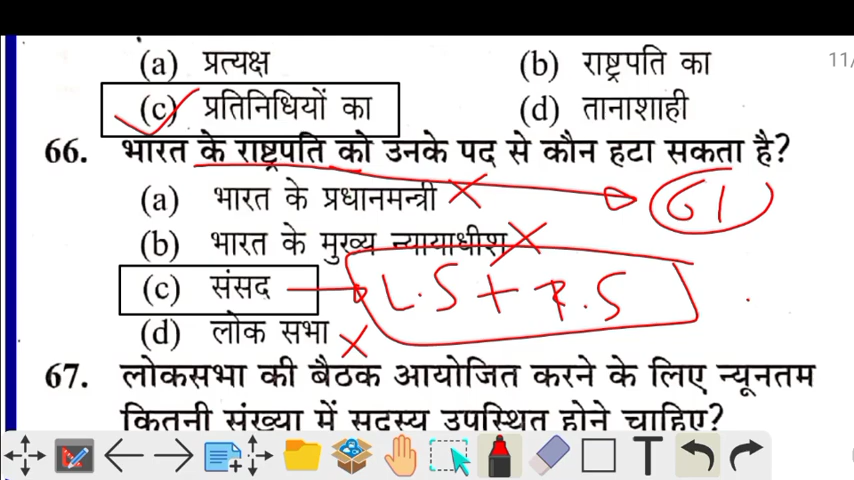 (a) प्रत्यक्ष (b) राष्ट्रपति का 11/
(c) प्रतिनिधियों का (d) तानाशाही
66. भारत के राष्ट्रपति को उनके पद से कौन हटा सकता है?
(a) भारत के प्रधानमन्त्री 61
(b) भारत के मुख्य न्यायाधीश
(c) संसद L.S + R.S
(d) लोक सभा
67. लोकसभा की बैठक आयोजित करने के लिए न्यूनतम
कितनी संख्या में सदस्य उपस्थित होने चाहिए?
T